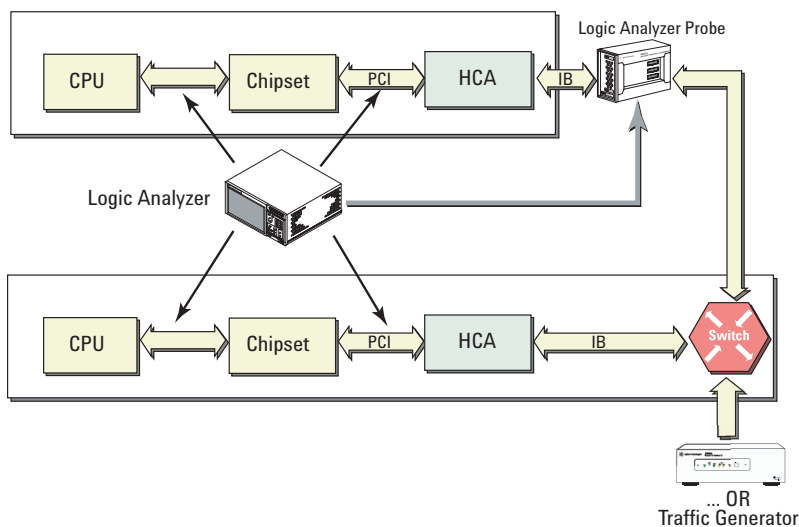 Logic Analyzer Probe
CPU
Chipset
PCI
HCA
IB
Logic Analyzer
CPU
Chipset
PCI
HCA
IB
Switch
... OR
Traffic Generator